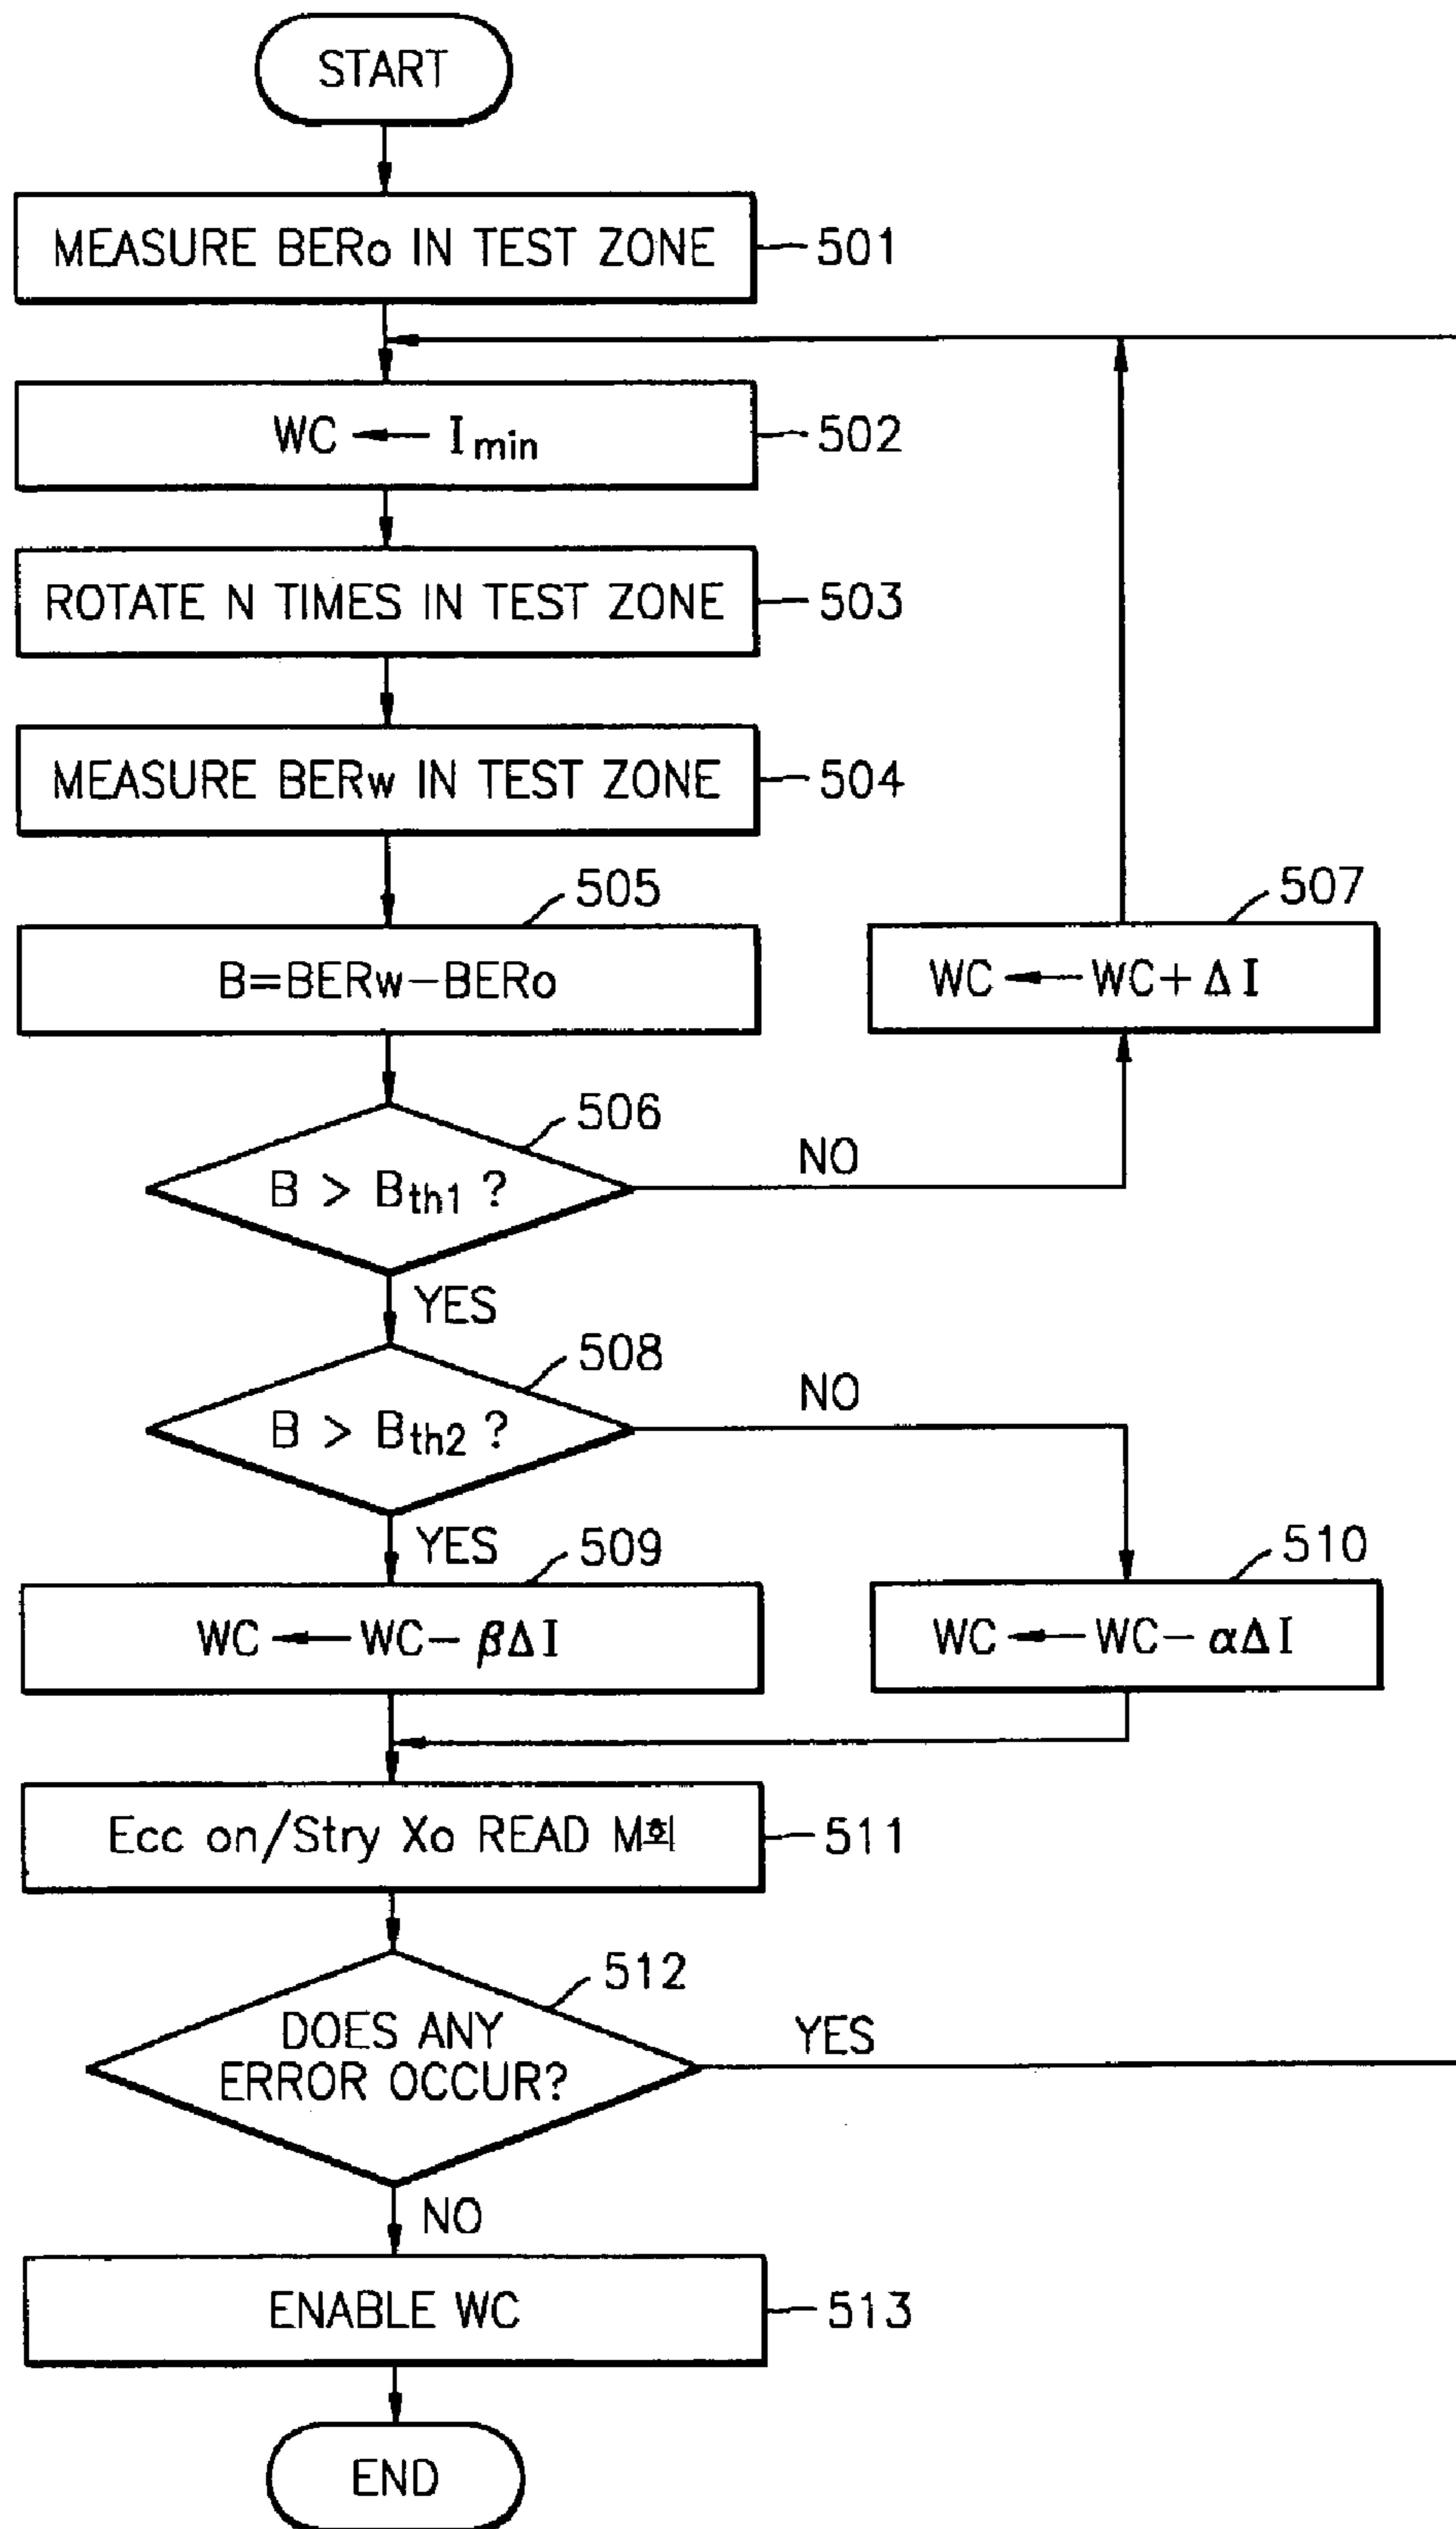 START
MEASURE BERo IN TEST ZONE
501
WC ← Imin
502
ROTATE N TIMES IN TEST ZONE
503
MEASURE BERw IN TEST ZONE
504
505
B=BERw-BERo
507
WC ← WC+ΔI
506
B > Bth1 ?
NO
YES
508
B > Bth2 ?
NO
YES
509
WC ← WC-βΔI
510
WC ← WC-αΔI
Ecc on/Stry Xo READ M회
511
512
DOES ANY
ERROR OCCUR?
YES
NO
ENABLE WC
513
END